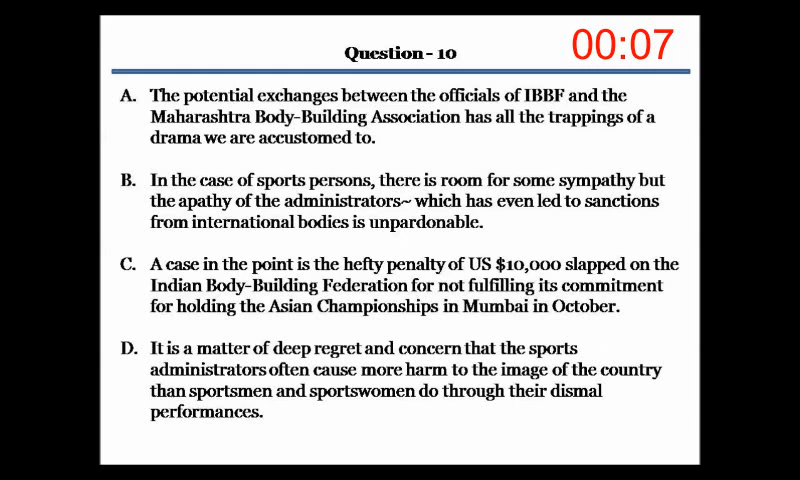 Question - 10
00:07
A. The potential exchanges between the officials of IBBF and the
Maharashtra Body-Building Association has all the trappings of a
drama we are accustomed to.
B. In the case of sports persons, there is room for some sympathy but
the apathy of the administrators~ which has even led to sanctions
from international bodies is unpardonable.
C. A case in the point is the hefty penalty of US $10,000 slapped on the
Indian Body-Building Federation for not fulfilling its commitment
for holding the Asian Championships in Mumbai in October.
D. It is a matter of deep regret and concern that the sports
administrators often cause more harm to the image of the country
than sportsmen and sportswomen do through their dismal
performances.